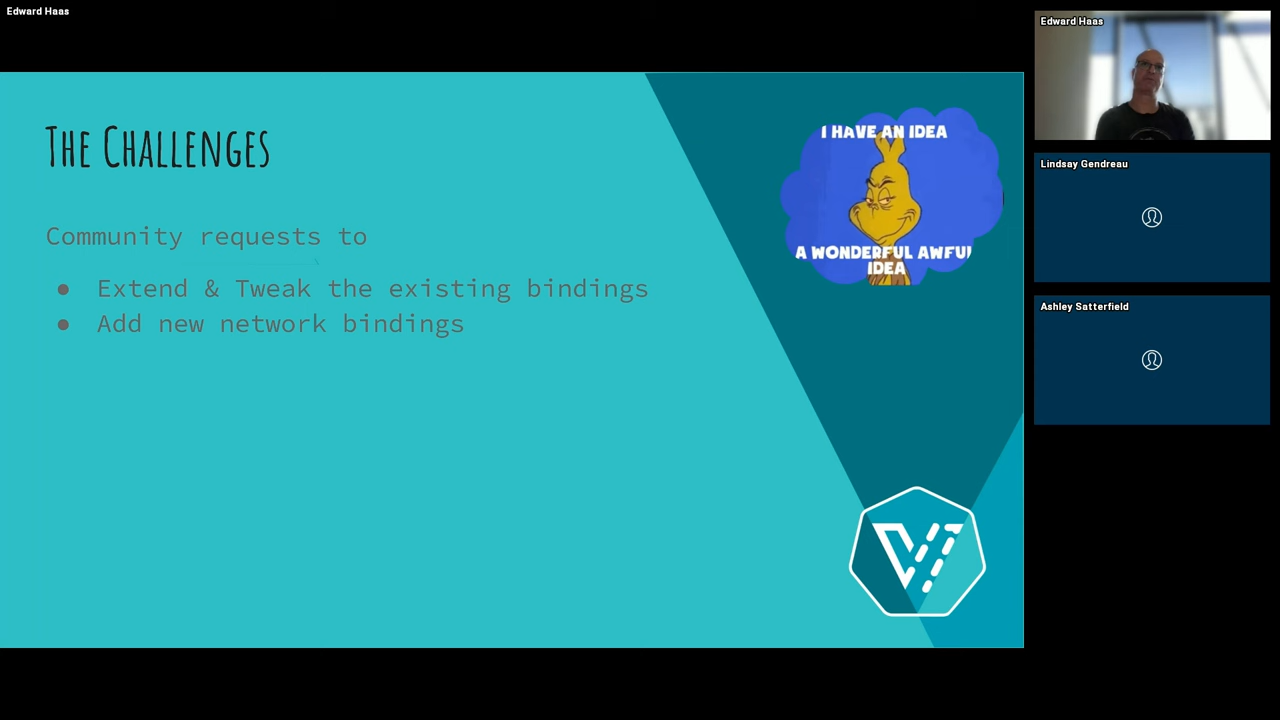 Edward Haas
THE CHALLENGES
Community requests to
● Extend & Tweak the existing bindings
● Add new network bindings
I HAVE AN IDEA
A WONDERFUL AWFUL
IDEA
Edward Haas
Lindsay Gendreau
Ashley Satterfield